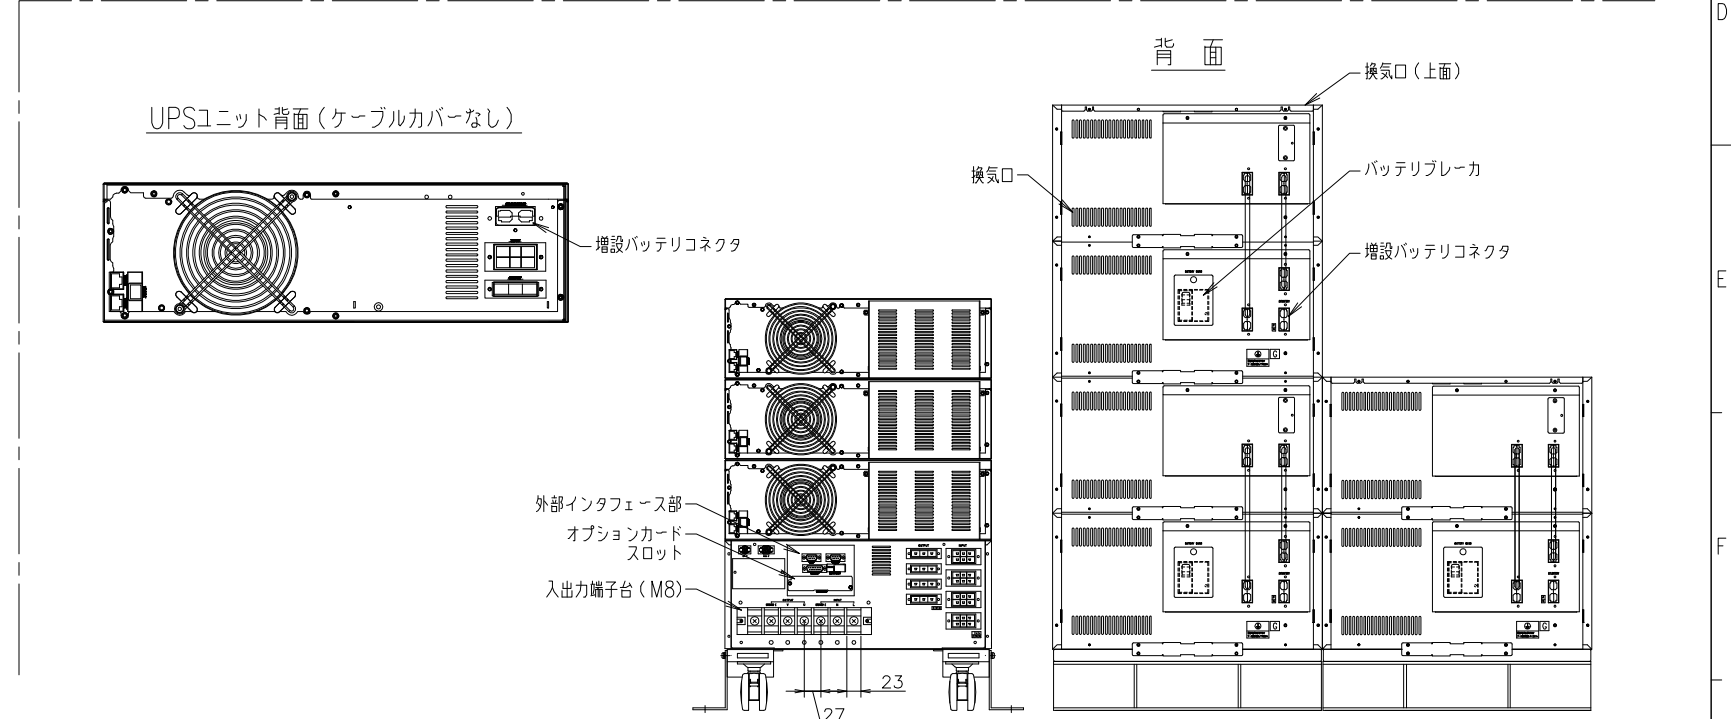 D
背 面
換気口(上面)
UPSユニット背面(ケーブルカバーなし)
換気口
バッテリブレーカ
増設バッテリコネクタ
増設バッテリコネクタ
E
外部インタフェース部
オプションカード
スロット
入出力端子台(M8)
F
23
27
G
G
G